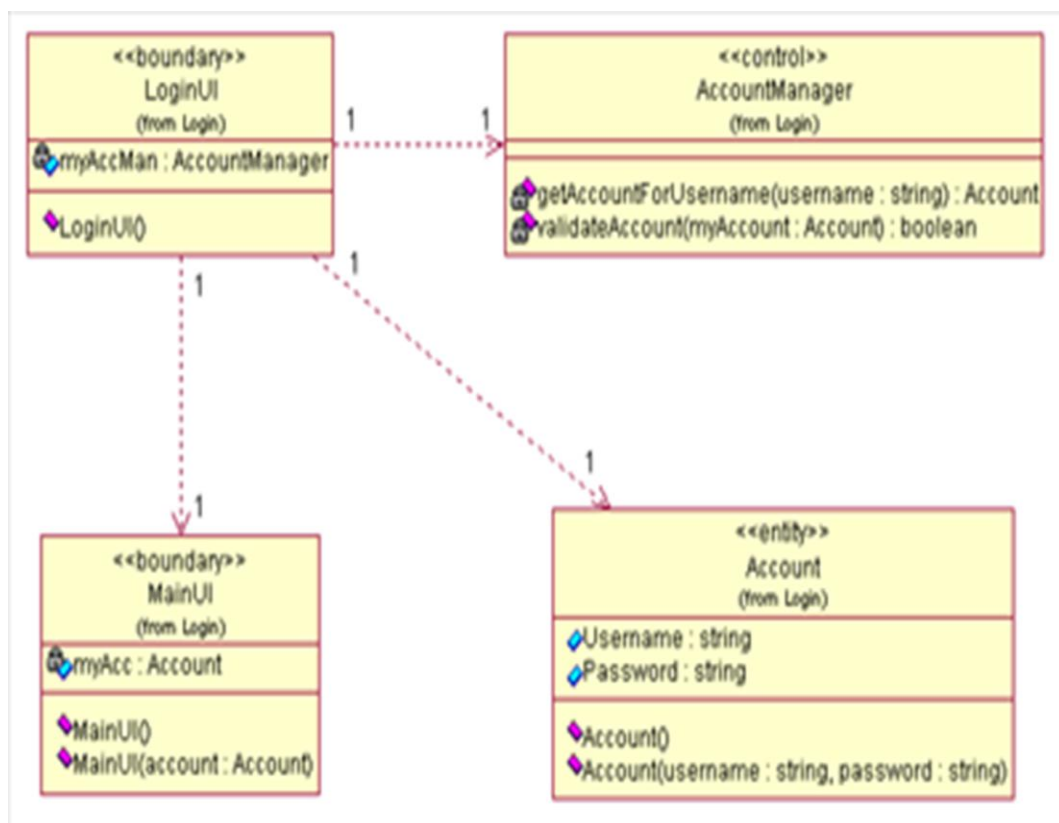 <<boundary>>
LoginUI
(from Login)
myAccMan : AccountManager
LoginUI()
1
1
<<control>>
AccountManager
(from Login)
getAccountForUsername(username : string) : Account
validateAccount(myAccount : Account) : boolean
1
1
1
1
<<boundary>>
MainUI
(from Login)
myAcc : Account
MainUI()
MainUI(account : Account)
<<entity>>
Account
(from Login)
Username : string
Password : string
Account()
Account(username : string, password : string)